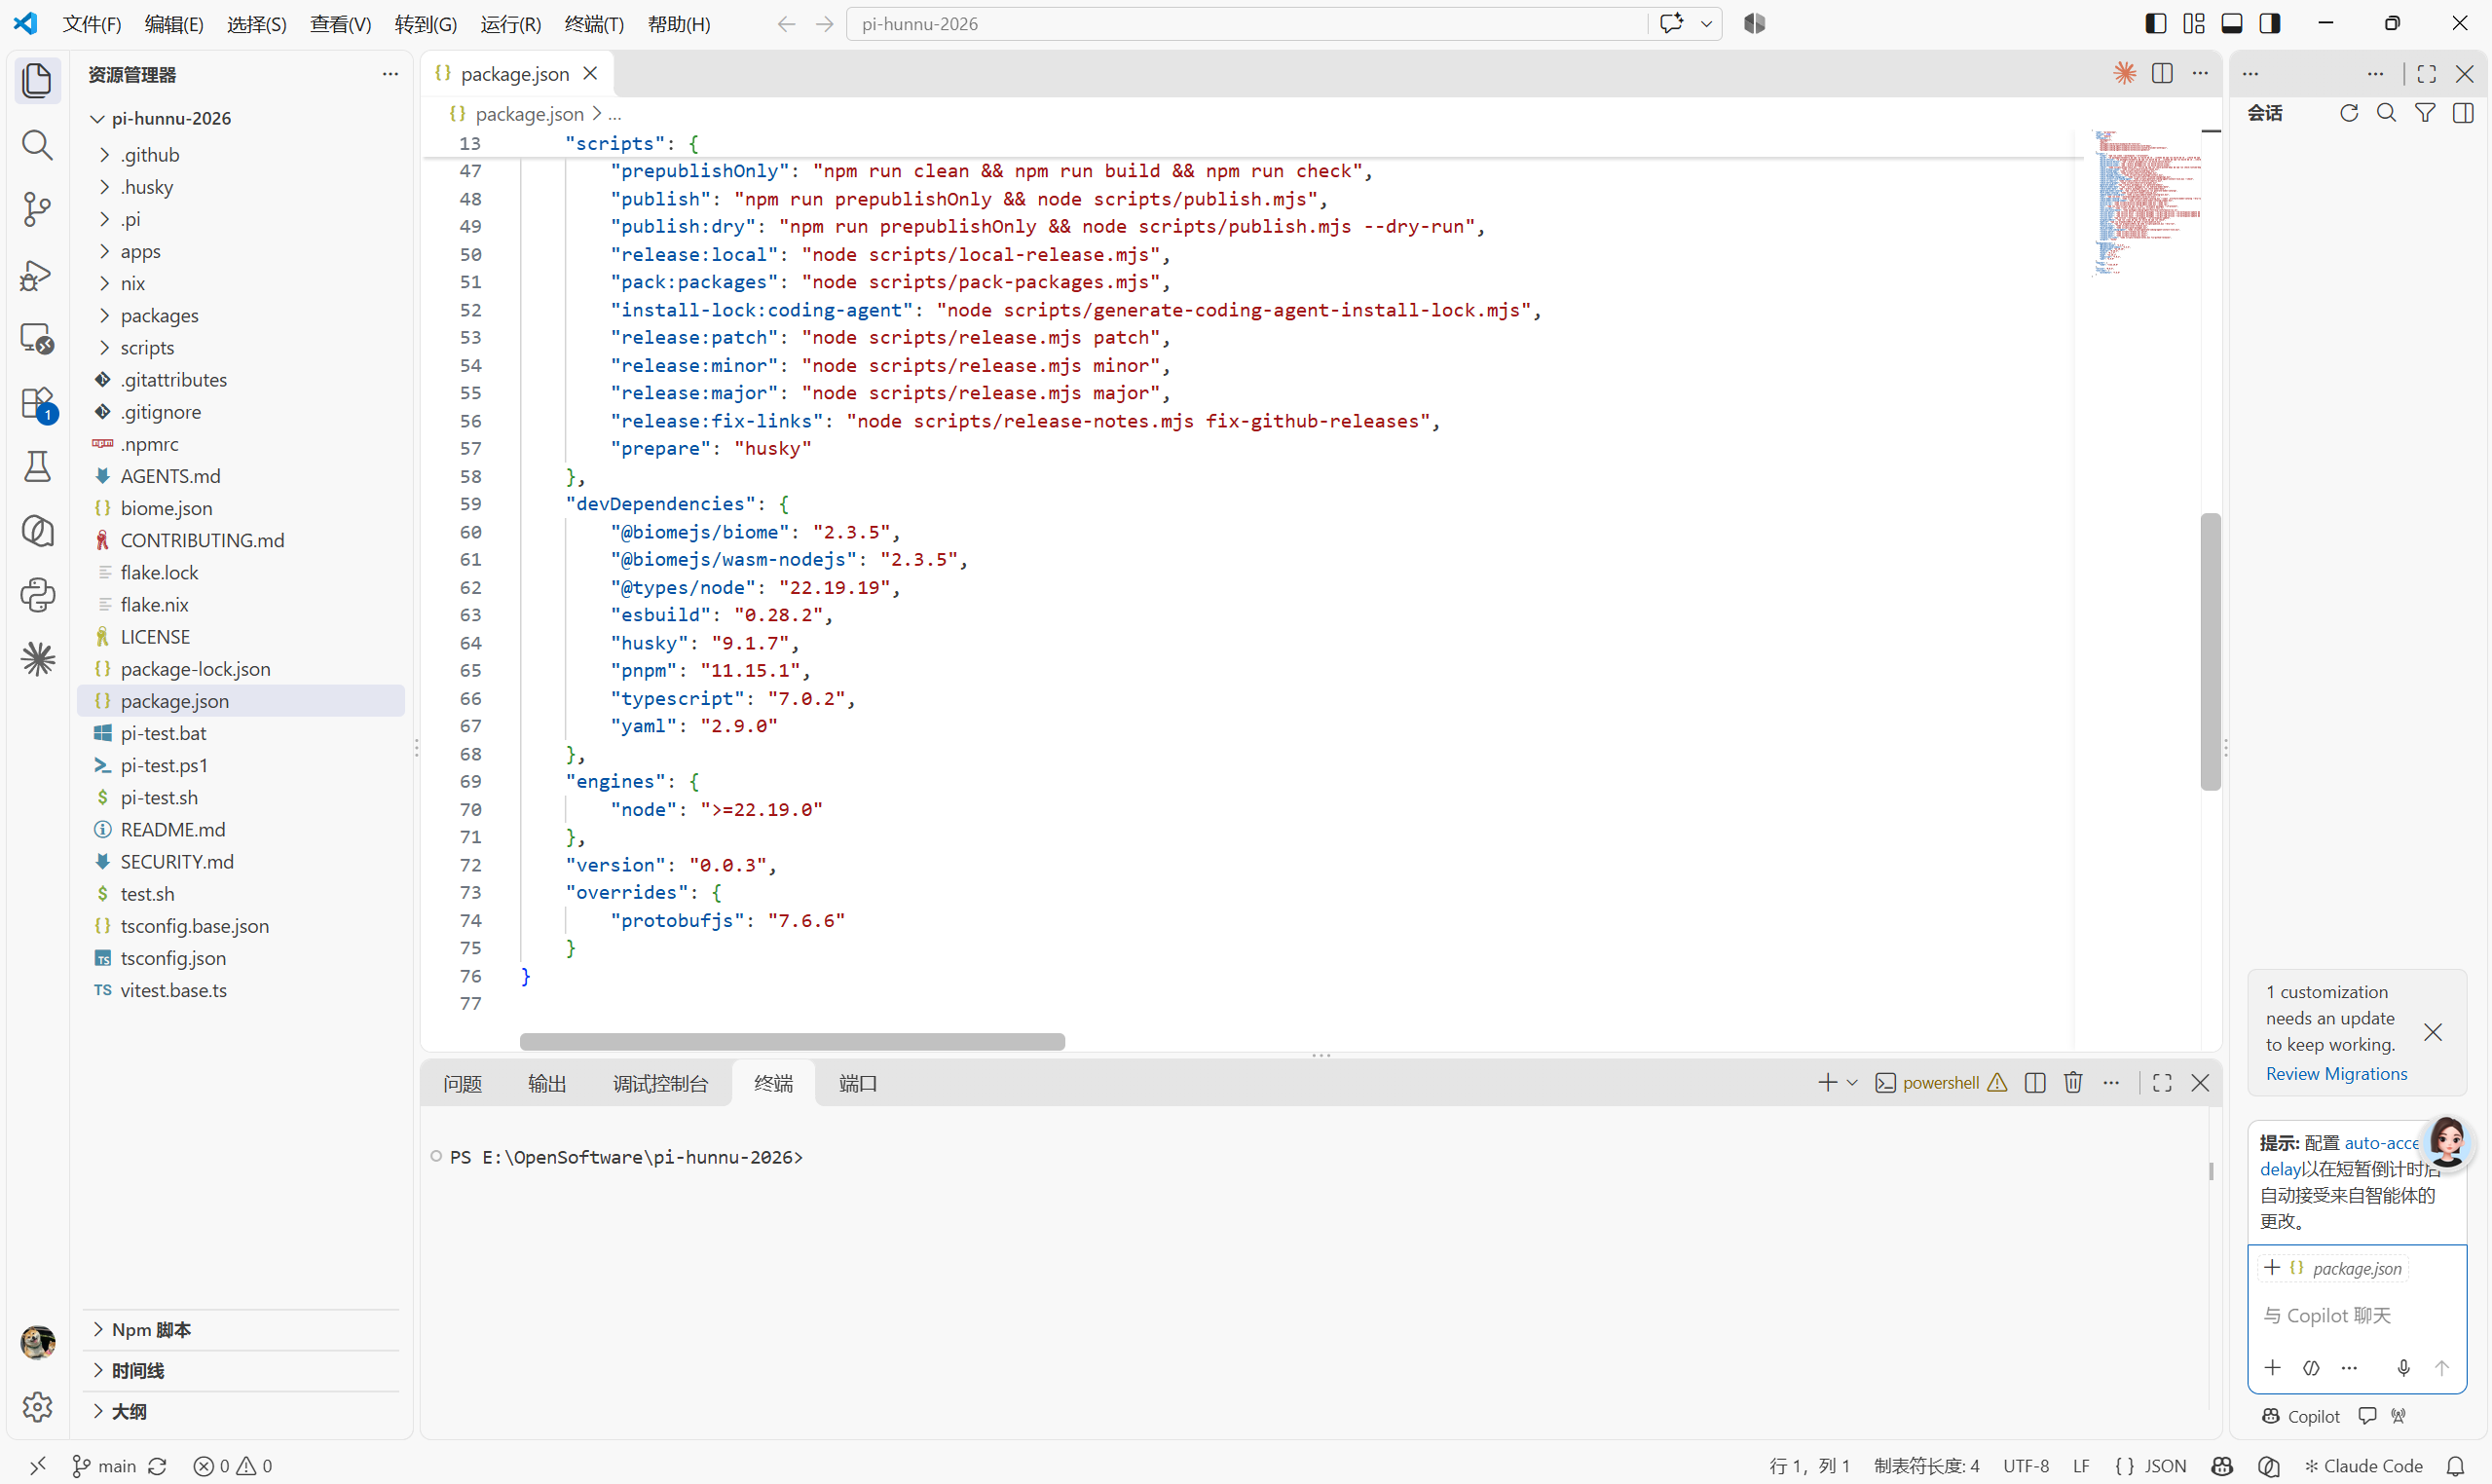 文件(F) 编辑(E) 选择(S) 查看(V) 转到(G) 运行(R) 终端(T) 帮助(H)
pi-hunnu-2026
资源管理器
pi-hunnu-2026
.github
.husky
.pi
apps
nix
packages
scripts
.gitattributes
.gitignore
.npmrc
AGENTS.md
biome.json
CONTRIBUTING.md
flake.lock
flake.nix
LICENSE
package-lock.json
package.json
pi-test.bat
pi-test.ps1
pi-test.sh
README.md
SECURITY.md
test.sh
tsconfig.base.json
tsconfig.json
vitest.base.ts
Npm 脚本
时间线
大纲
package.json
package.json > ...
13 "scripts": {
47 "prepublishOnly": "npm run clean && npm run build && npm run check",
48 "publish": "npm run prepublishOnly && node scripts/publish.mjs",
49 "publish:dry": "npm run prepublishOnly && node scripts/publish.mjs --dry-run",
50 "release:local": "node scripts/local-release.mjs",
51 "pack:packages": "node scripts/pack-packages.mjs",
52 "install-lock:coding-agent": "node scripts/generate-coding-agent-install-lock.mjs",
53 "release:patch": "node scripts/release.mjs patch",
54 "release:minor": "node scripts/release.mjs minor",
55 "release:major": "node scripts/release.mjs major",
56 "release:fix-links": "node scripts/release-notes.mjs fix-github-releases",
57 "prepare": "husky"
58 },
59 "devDependencies": {
60 "@biomejs/biome": "2.3.5",
61 "@biomejs/wasm-nodejs": "2.3.5",
62 "@types/node": "22.19.19",
63 "esbuild": "0.28.2",
64 "husky": "9.1.7",
65 "pnpm": "11.15.1",
66 "typescript": "7.0.2",
67 "yaml": "2.9.0"
68 },
69 "engines": {
70 "node": ">=22.19.0"
71 },
72 "version": "0.0.3",
73 "overrides": {
74 "protobufjs": "7.6.6"
75 }
76 }
77
问题 输出 调试控制台 终端 端口
powershell
PS E:\OpenSoftware\pi-hunnu-2026>
会话
1 customization
needs an update
to keep working.
Review Migrations
提示: 配置 auto-acce
delay以在短暂倒计时后
自动接受来自智能体的
更改。
package.json
与 Copilot 聊天
Copilot
main 0 0
行 1，列 1 制表符长度: 4 UTF-8 LF { } JSON Claude Code
1